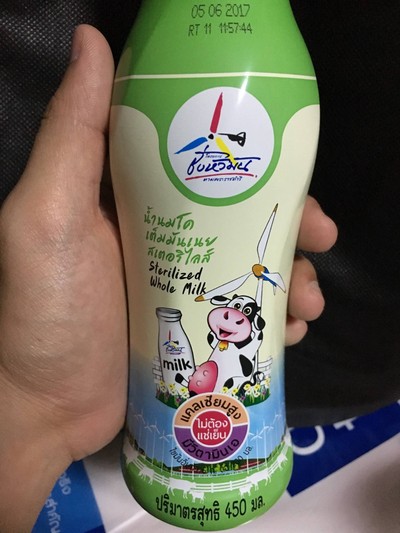 05 06 2017
RT 11 11:57:44
ชั่งหัวมัน
ตามพระราชดำริ
น้ำนมโค
เต็มมันเนย
สเตอริไลส์
Sterilized
Whole Milk
milk
แคลเซียมสูง
ไม่ต้อง
แช่เย็น
มีวิตามินเอ
ปริมาตรสุทธิ 450 มล.